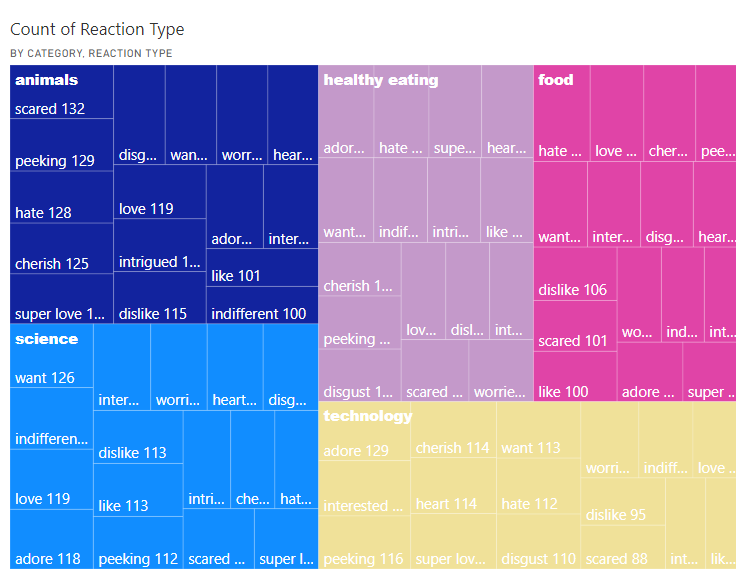 Count of Reaction Type
BY CATEGORY, REACTION TYPE
animals
scared 132
peeking 129
hate 128
cherish 125
super love 1...
disg...
wan...
worr...
hear...
love 119
intrigued 1...
dislike 115
ador...
inter...
like 101
indifferent 100
healthy eating
ador...
hate ...
supe...
hear...
want...
indif...
intri...
like ...
cherish 1...
peeking ...
disgust 1...
lov...
disl...
int...
scared ...
worrie...
food
hate ...
love ...
cher...
pee...
want...
inter...
disg...
hear...
dislike 106
scared 101
like 100
wo...
ind...
int...
adore ...
super ...
science
want 126
indifferen...
love 119
adore 118
inter...
worri...
heart...
disg...
dislike 113
like 113
peeking 112
intri...
che...
hat...
scared ...
super l...
technology
adore 129
interested ...
peeking 116
cherish 114
heart 114
super lov...
want 113
hate 112
disgust 110
worri...
indiff...
love ...
dislike 95
scared 88
int...
lik...